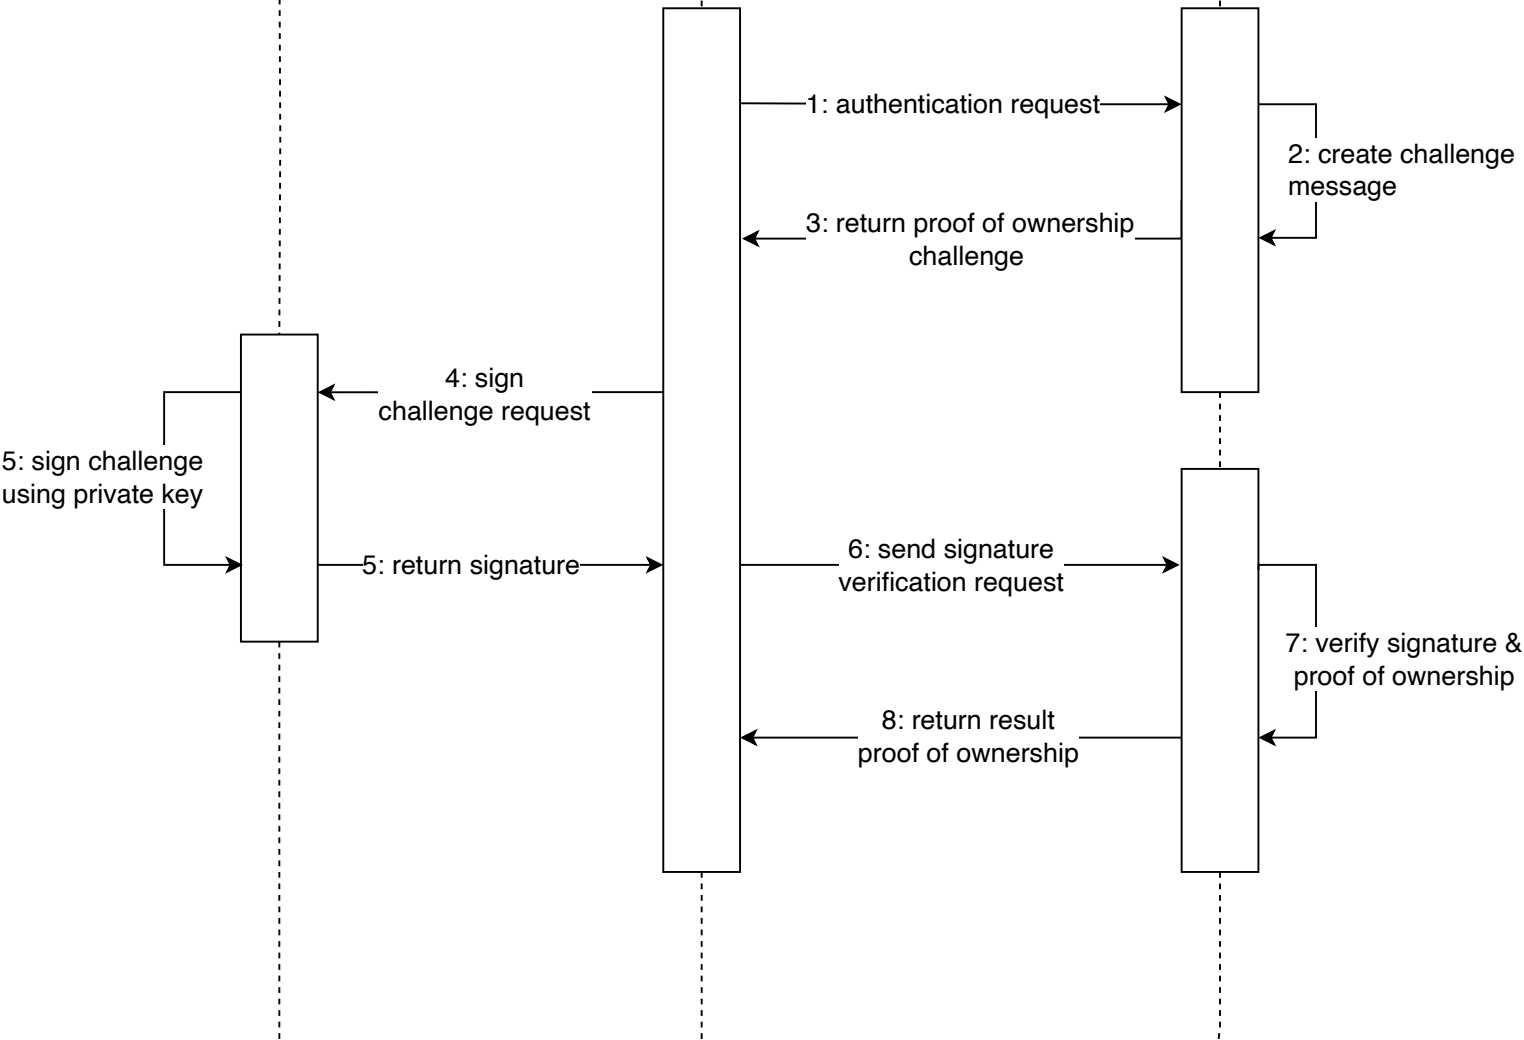 1: authentication request
2: create challenge
message
3: return proof of ownership
challenge
4: sign
challenge request
5: sign challenge
using private key
5: return signature
6: send signature
verification request
7: verify signature &
proof of ownership
8: return result
proof of ownership